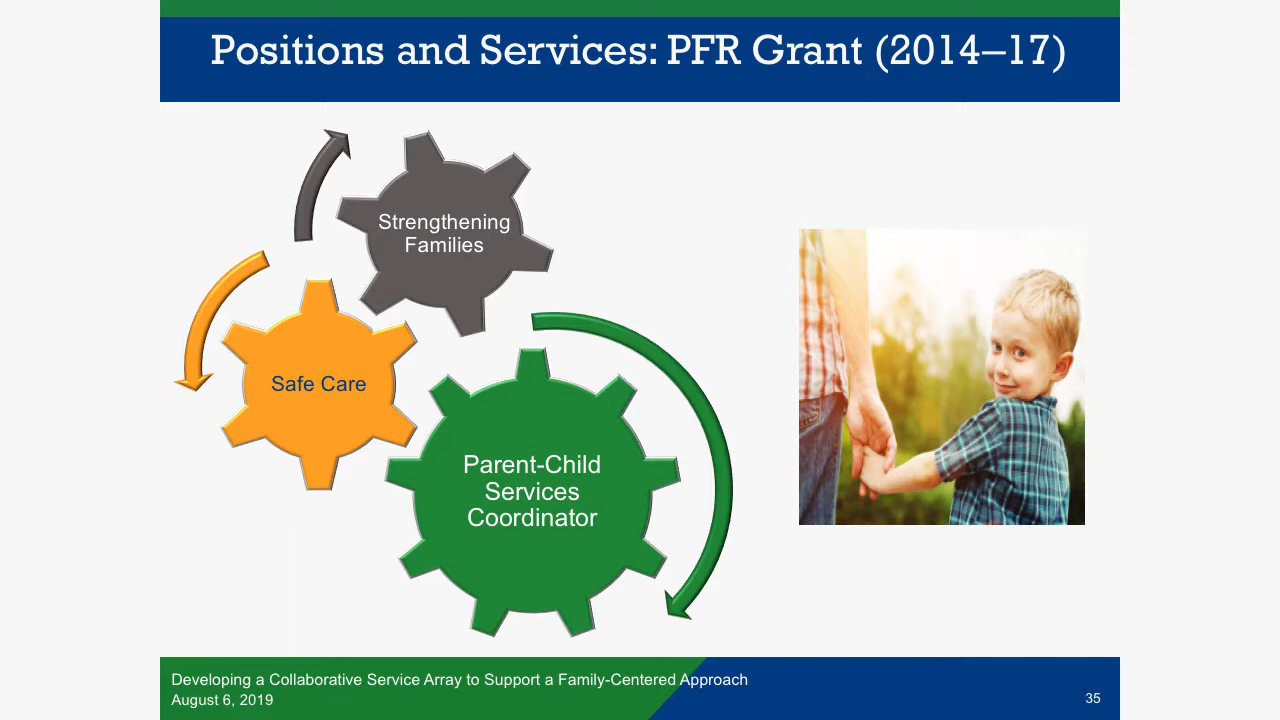 Positions and Services: PFR Grant (2014–17)
Strengthening
Families
Safe Care
Parent-Child
Services
Coordinator
Developing a Collaborative Service Array to Support a Family-Centered Approach
August 6, 2019
35